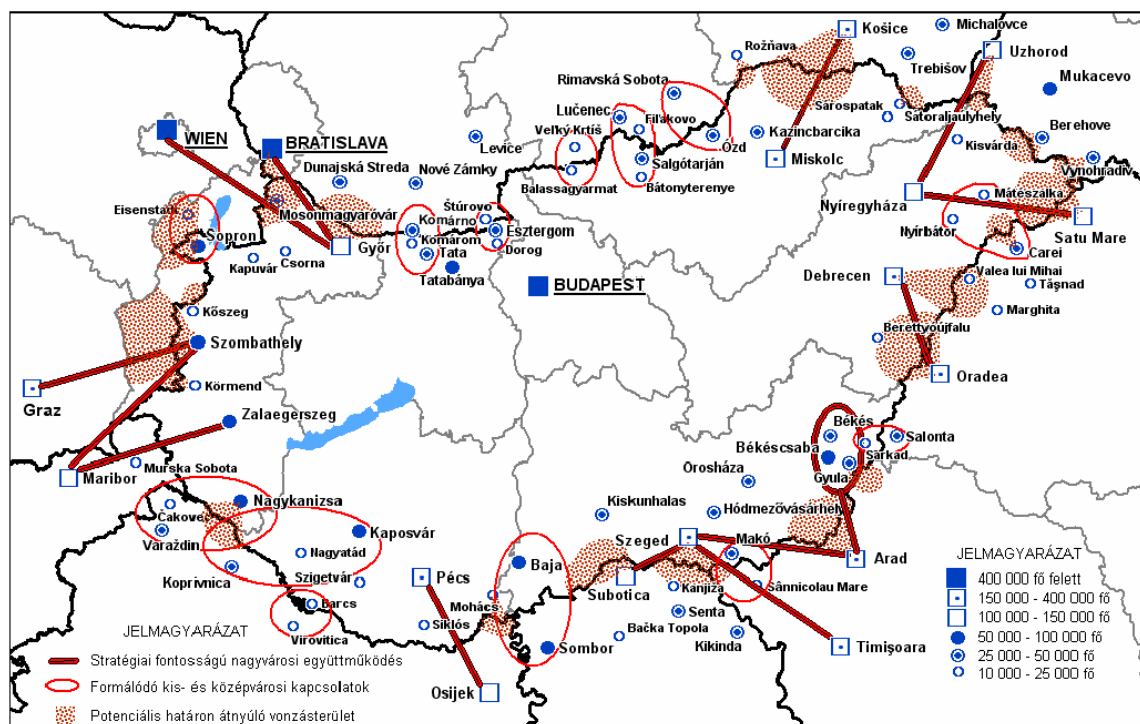 Košice
Michalovce
Uzhorod
Rožňava
Trebišov
Mukacevo
Rimavská Sobota
Sárospatak
Sátoraljaulyhely
Lučenec
Fiľakovo
Kazincbarcika
Berehove
WIEN
BRATISLAVA
Veľký Krtíš
Ózd
Kisvárda
Levice
Salgótarján
Miskolc
Vynohradiv
Dunajská Streda
Nové Zámky
Balassagyarmat
Bátonyterenye
Mátészalka
Nyíregyháza
Eisenstadt
Mosonmagyaróvár
Štúrovo
Komárno
Esztergom
Nyírbátor
Satu Mare
Sopron
Győr
Komárom
Dorog
Carei
Kapuvár
Csorna
Tata
Tatabánya
BUDAPEST
Debrecen
Valea lui Mihai
Tăşnad
Kőszeg
Marghita
Berettyóújfalu
Szombathely
Körmend
Oradea
Graz
Zalaegerszeg
Békés
Salonta
Békéscsaba
Sarkad
Murska Sobota
Orosháza
Gyula
Maribor
Nagykanizsa
Kiskunhalas
Hódmezővásárhely
Čakovec
Kaposvár
Szeged
Makó
Varaždin
Nagyatád
Baja
Arad
JELMAGYARÁZAT
Koprivnica
Szigetvár
Pécs
Subotica
Kanjiza
Sânnicolau Mare
400 000 fő felett
Barcs
Mohács
Senta
150 000 - 400 000 fő
JELMAGYARÁZAT
Virovitica
Siklós
Bačka Topola
Kikinda
100 000 - 150 000 fő
Sombor
Timişoara
50 000 - 100 000 fő
Stratégiai fontosságú nagyvárosi együttműködés
25 000 - 50 000 fő
Formálódó kis- és középvárosi kapcsolatok
Osijek
10 000 - 25 000 fő
Potenciális határon átnyúló vonzásterület